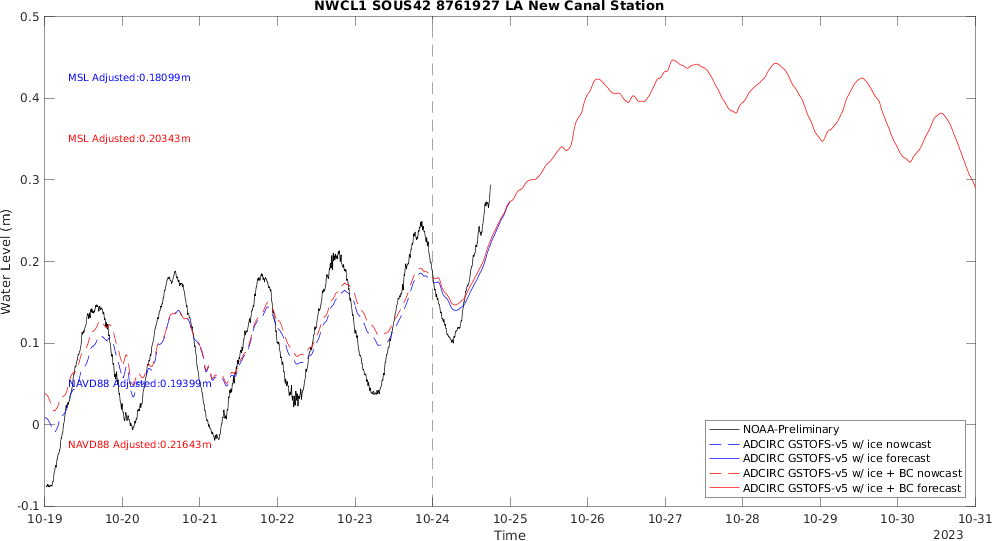 NWCL1 SOUS42 8761927 LA New Canal Station
0.5
0.4
0.3
0.2
0.1
0
-0.1
Water Level (m)
MSL Adjusted:0.18099m
MSL Adjusted:0.20343m
NAVD88 Adjusted:0.19399m
NAVD88 Adjusted:0.21643m
NOAA-Preliminary
ADCIRC GSTOFS-v5 w/ ice nowcast
ADCIRC GSTOFS-v5 w/ ice forecast
ADCIRC GSTOFS-v5 w/ ice + BC nowcast
ADCIRC GSTOFS-v5 w/ ice + BC forecast
10-19 10-20 10-21 10-22 10-23 10-24 10-25 10-26 10-27 10-28 10-29 10-30 10-31
Time
2023